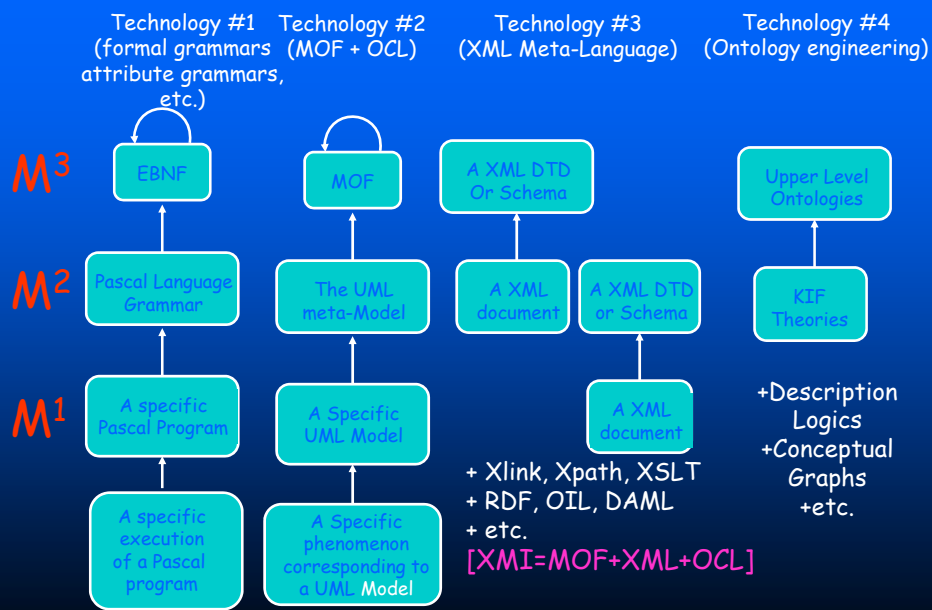 Technology #1
(formal grammars
attribute grammars,
etc.)
Technology #2
(MOF + OCL)
Technology #3
(XML Meta-Language)
Technology #4
(Ontology engineering)
M3
EBNF
MOF
A XML DTD
Or Schema
Upper Level
Ontologies
M2
Pascal Language
Grammar
The UML
meta-Model
A XML
document
A XML DTD
or Schema
KIF
Theories
M1
A specific
Pascal Program
A Specific
UML Model
A XML
document
+Description
Logics
+Conceptual
Graphs
+etc.
A specific
execution
of a Pascal
program
A Specific
phenomenon
corresponding to
a UML Model
+ Xlink, Xpath, XSLT
+ RDF, OIL, DAML
+ etc.
[XMI=MOF+XML+OCL]